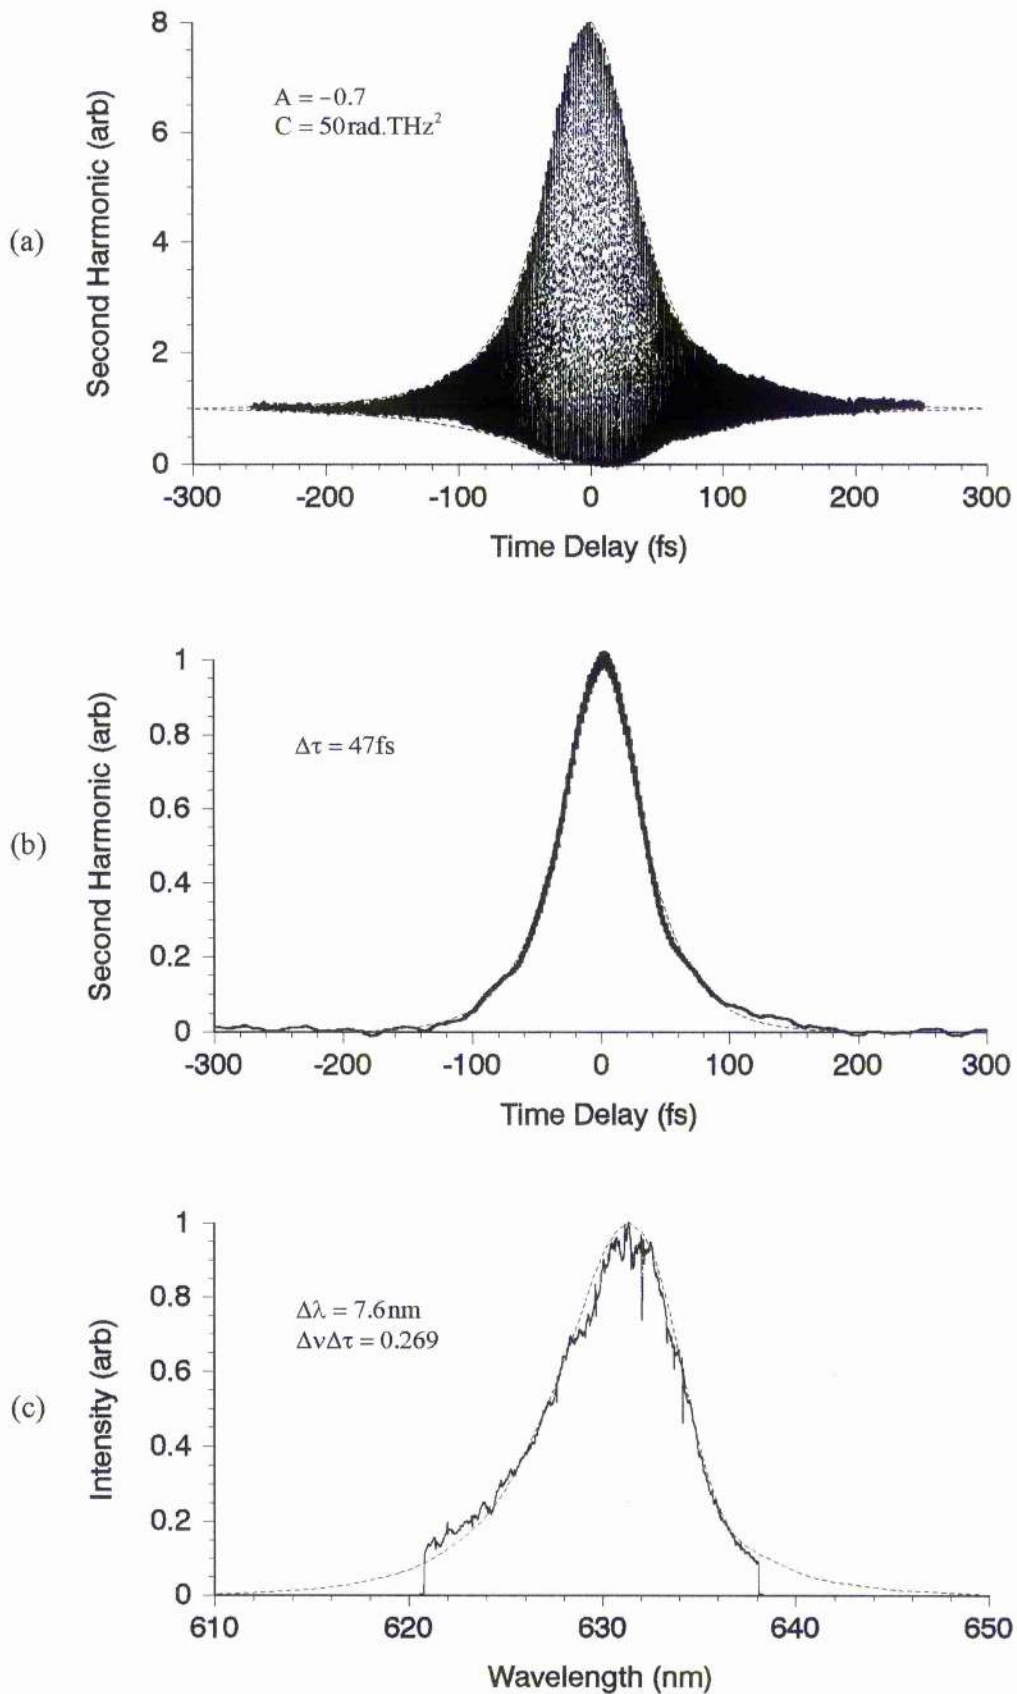 (a)
Second Harmonic (arb)
8
6
4
2
0
A = −0.7
C = 50 rad.THz²
-300
-200
-100
0
100
200
300
Time Delay (fs)
(b)
Second Harmonic (arb)
1
0.8
0.6
0.4
0.2
0
Δτ = 47fs
-300
-200
-100
0
100
200
300
Time Delay (fs)
(c)
Intensity (arb)
1
0.8
0.6
0.4
0.2
0
Δλ = 7.6nm
ΔνΔτ = 0.269
610
620
630
640
650
Wavelength (nm)